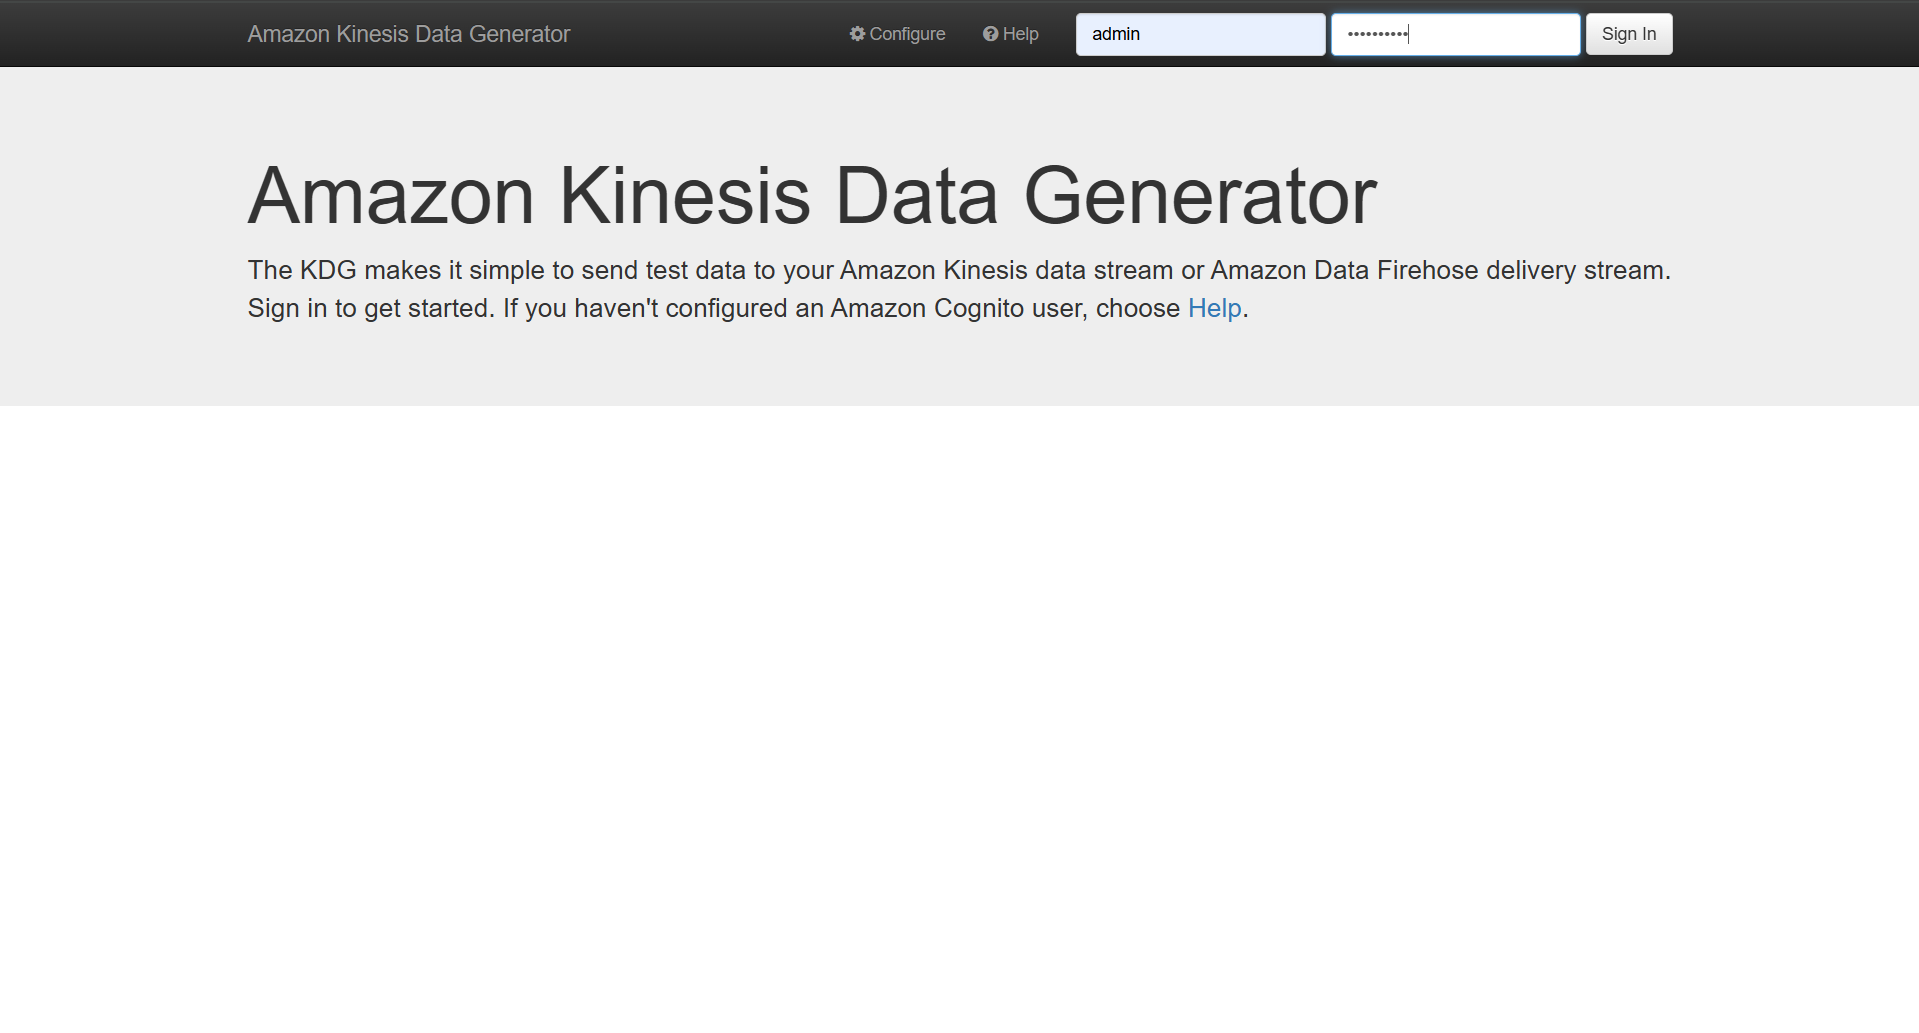 Amazon Kinesis Data Generator
Configure
Help
admin
••••••••••
Sign In
Amazon Kinesis Data Generator
The KDG makes it simple to send test data to your Amazon Kinesis data stream or Amazon Data Firehose delivery stream.
Sign in to get started. If you haven't configured an Amazon Cognito user, choose Help.